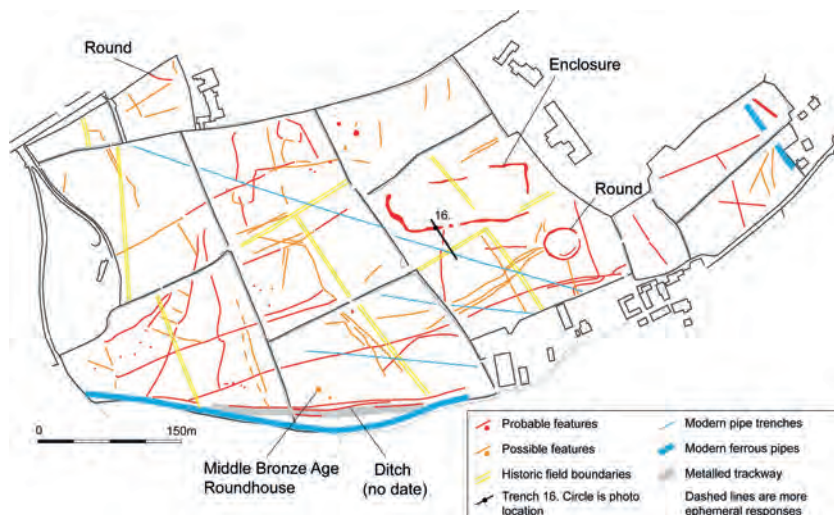 Round
Enclosure
Round
16.
0 150m
Middle Bronze Age
Roundhouse
Ditch
(no date)
Probable features
Possible features
Historic field boundaries
Trench 16. Circle is photo
location
Modern pipe trenches
Modern ferrous pipes
Metalled trackway
Dashed lines are more
ephemeral responses